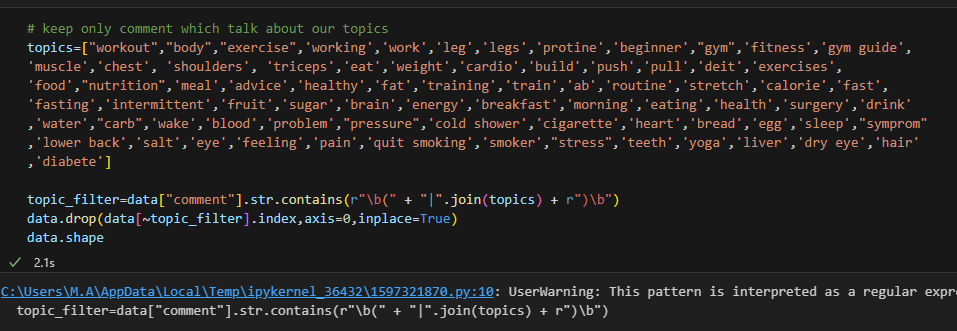 # keep only comment which talk about our topics
topics=["workout","body","exercise",'working','work','leg','legs','protine','beginner',"gym",'fitness','gym guide',
'muscle','chest', 'shoulders', 'triceps','eat','weight','cardio','build','push','pull','deit','exercises',
'food',"nutrition",'meal','advice','healthy','fat','training','train','ab','routine','stretch','calorie','fast',
'fasting','intermittent','fruit','sugar','brain','energy','breakfast','morning','eating','health','surgery','drink'
,'water',"carb",'wake','blood','problem',"pressure",'cold shower','cigarette','heart','bread','egg','sleep',"symprom"
,'lower back','salt','eye','feeling','pain','quit smoking','smoker',"stress",'teeth','yoga','liver','dry eye','hair'
,'diabete']
topic_filter=data["comment"].str.contains(r"\b(" + "|".join(topics) + r")\b")
data.drop(data[~topic_filter].index,axis=0,inplace=True)
data.shape
2.1s
C:\Users\M.A\AppData\Local\Temp\ipykernel_36432\1597321870.py:10: UserWarning: This pattern is interpreted as a regular expre
topic_filter=data["comment"].str.contains(r"\b(" + "|".join(topics) + r")\b")